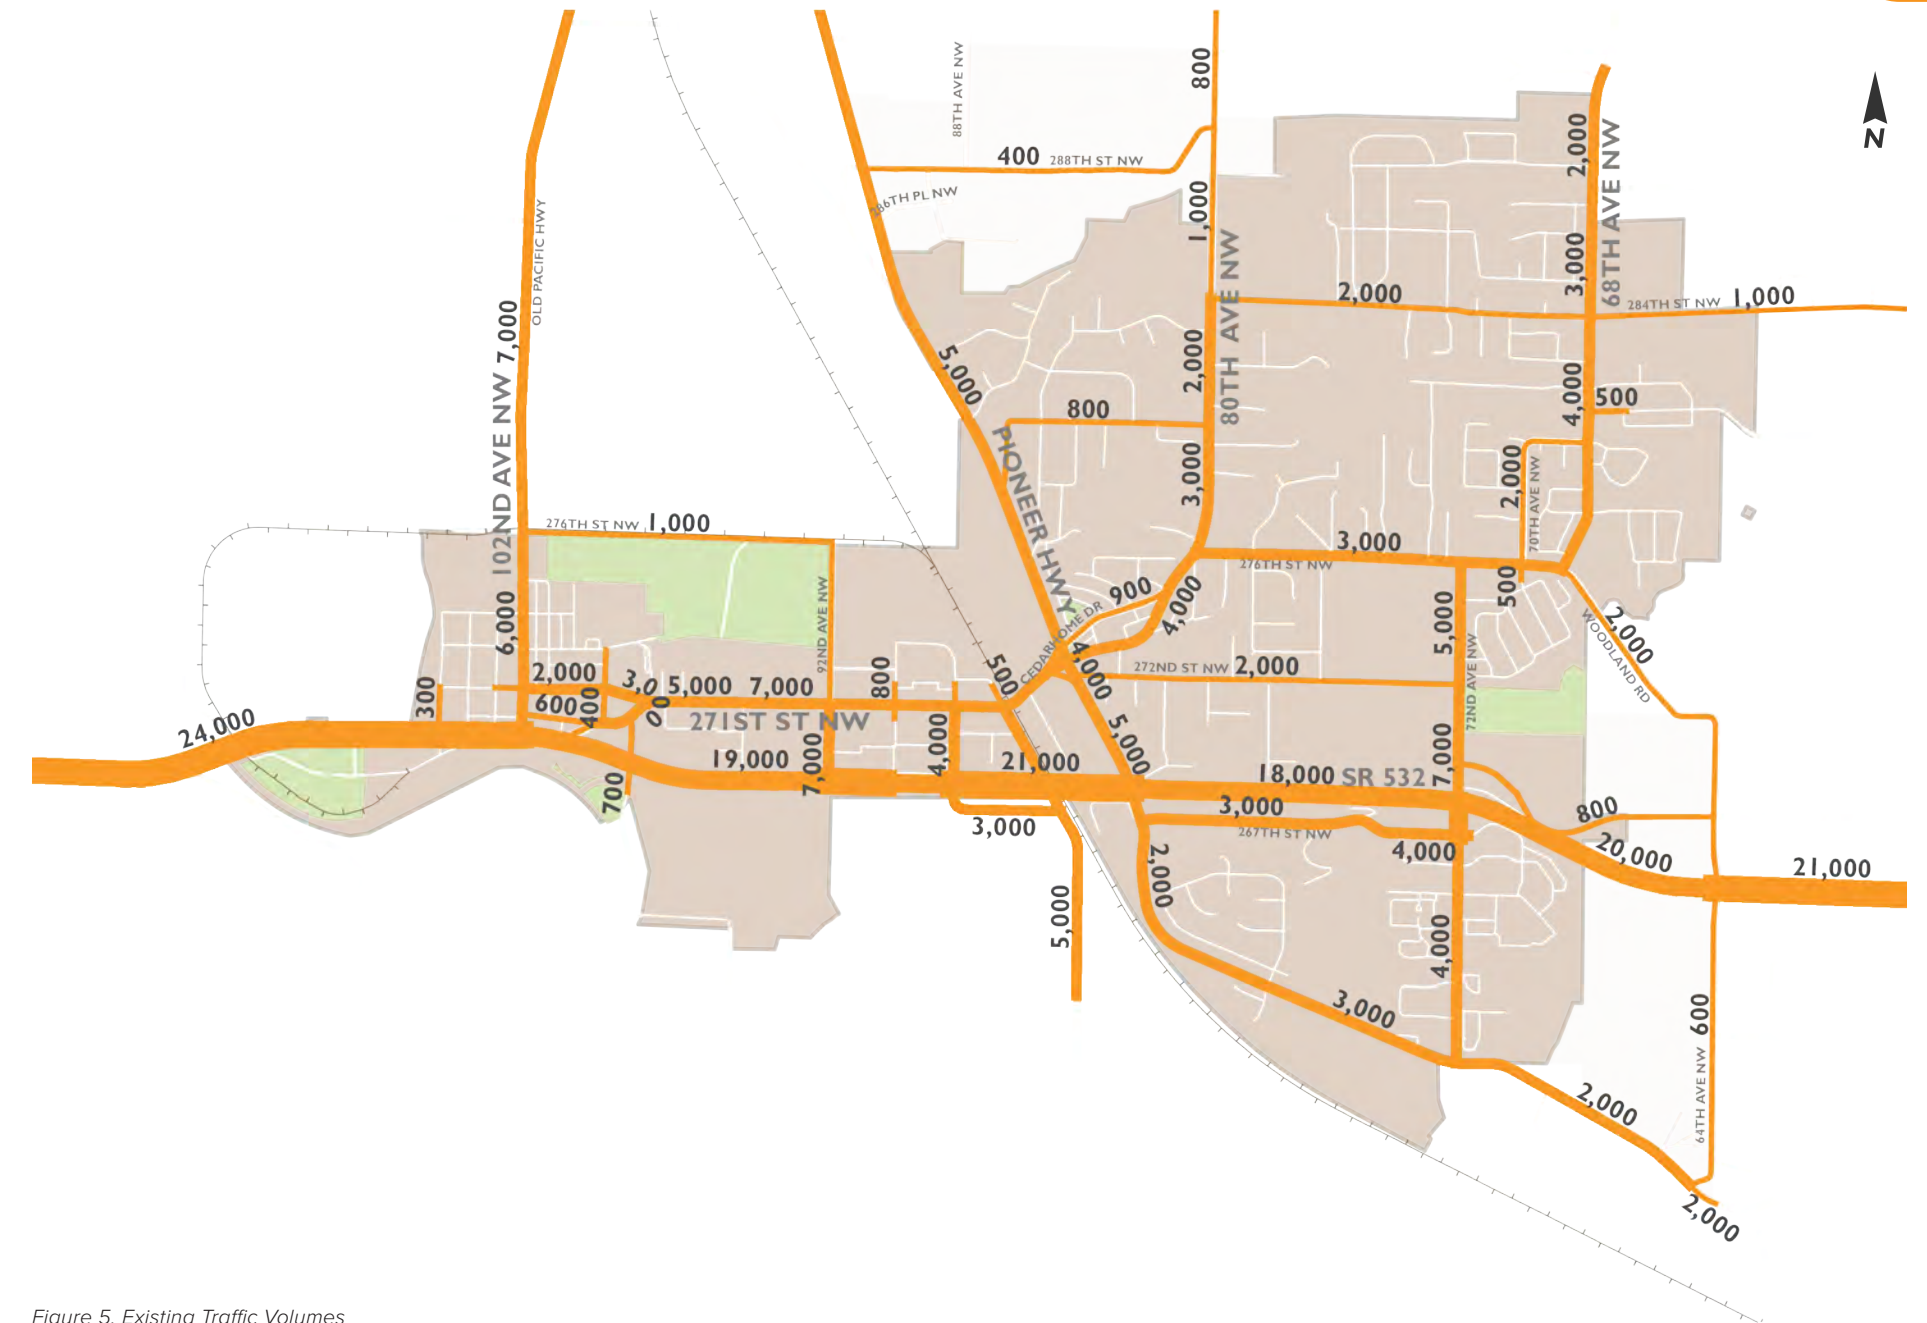 88TH AVE NW
800
N
2,000
68TH AVE NW
400 288TH ST NW
286TH PL NW
1,000
OLD PACIFIC HWY
80TH AVE NW
3,000
2,000
284TH ST NW 1,000
102ND AVE NW 7,000
5,000
2,000
4,000
500
800
PIONEER HWY
3,000
2,000
70TH AVE NW
276TH ST NW 1,000
3,000
276TH ST NW
500
6,000
92ND AVE NW
CEDARHOME DR
900
4,000
5,000
72ND AVE NW
WOODLAND RD
2,000
300
2,000
600
400
3,000
5,000
7,000
800
500
4,000
272ND ST NW 2,000
271ST ST NW
24,000
19,000
7,000
4,000
21,000
5,000
18,000 SR 532
7,000
700
3,000
3,000
267TH ST NW
4,000
800
20,000
21,000
2,000
5,000
4,000
3,000
600
64TH AVE NW
2,000
2,000
Figure 5. Existing Traffic Volumes